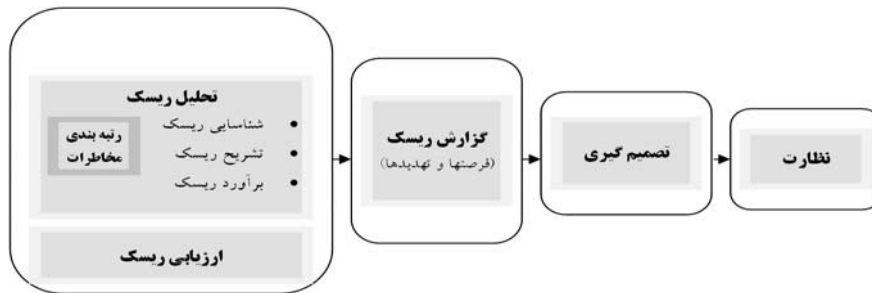 تحلیل ریسک
شناسایی ریسک
تشریح ریسک
برآورد ریسک
رتبه بندی
مخاطرات
ارزیابی ریسک
گزارش ریسک
(فرصتها و تهدیدها)
تصمیم گیری
نظارت